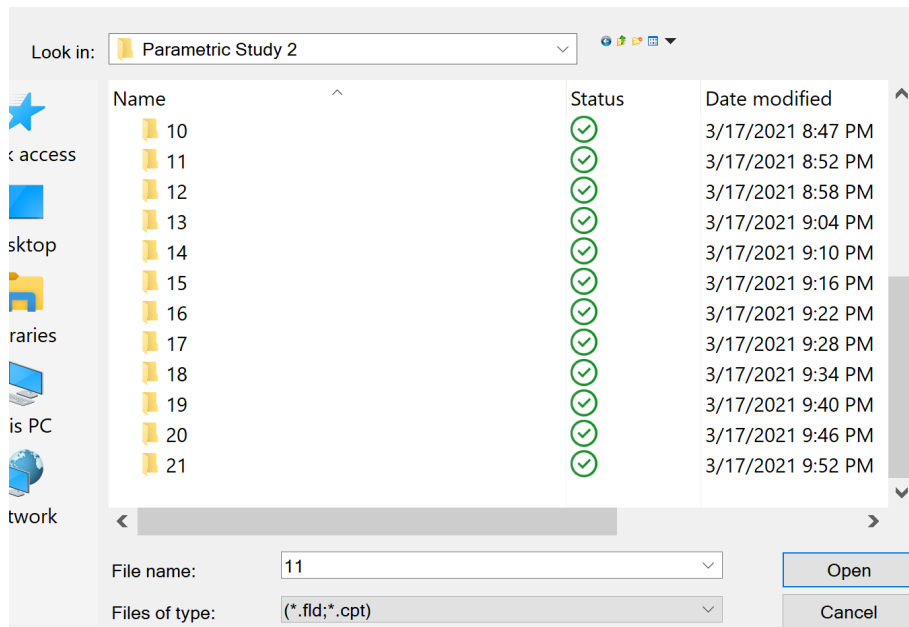 Look in: Parametric Study 2
Name Status Date modified
10 3/17/2021 8:47 PM
11 3/17/2021 8:52 PM
12 3/17/2021 8:58 PM
13 3/17/2021 9:04 PM
14 3/17/2021 9:10 PM
15 3/17/2021 9:16 PM
16 3/17/2021 9:22 PM
17 3/17/2021 9:28 PM
18 3/17/2021 9:34 PM
19 3/17/2021 9:40 PM
20 3/17/2021 9:46 PM
21 3/17/2021 9:52 PM
k access
sktop
raries
is PC
twork
File name: 11 Open
Files of type: (*.fld;*.cpt) Cancel